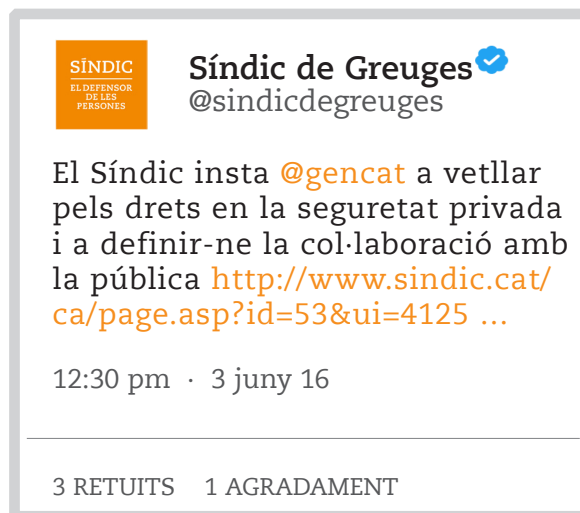 SÍNDIC
EL DEFENSOR
DE LES
PERSONES
Síndic de Greuges
@sindicdegreuges
El Síndic insta @gencat a vetllar
pels drets en la seguretat privada
i a definir-ne la col·laboració amb
la pública http://www.sindic.cat/
ca/page.asp?id=53&ui=4125 ...
12:30 pm · 3 juny 16
3 RETUITS 1 AGRADAMENT